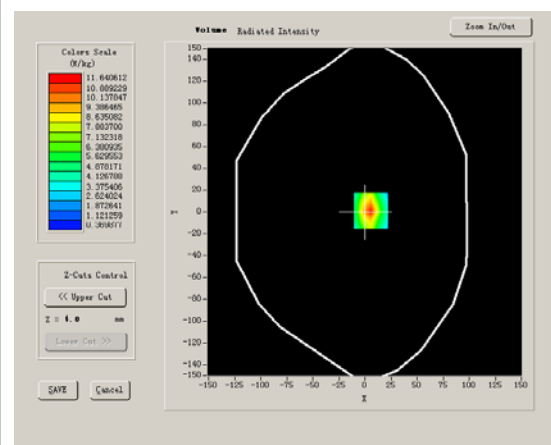 Volume Radiated Intensity
Zoom In/Out
Colors Scale
(W/kg)
11.640612
10.889229
10.137847
9.386465
8.635082
7.883700
7.132318
6.380935
5.629553
4.878171
4.126788
3.375406
2.624024
1.872641
1.121259
0.369877
Z-Cuts Control
<< Upper Cut
Z = 4.0 mm
Lower Cut >>
SAVE Cancel
150
140
120
100
80
60
40
20
Y 0
-20
-40
-60
-80
-100
-120
-140
-150
-150 -125 -100 -75 -50 -25 0 25 50 75 100 125 150
X